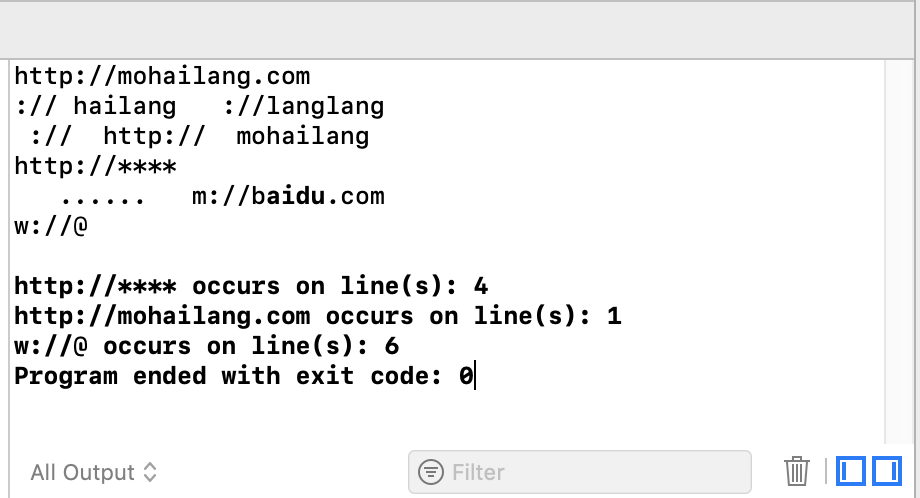 http://mohailang.com
:// hailang   ://langlang
 ://  http://  mohailang
http://****
   ......   m://baidu.com
w://@
http://**** occurs on line(s): 4
http://mohailang.com occurs on line(s): 1
w://@ occurs on line(s): 6
Program ended with exit code: 0
All Output
Filter